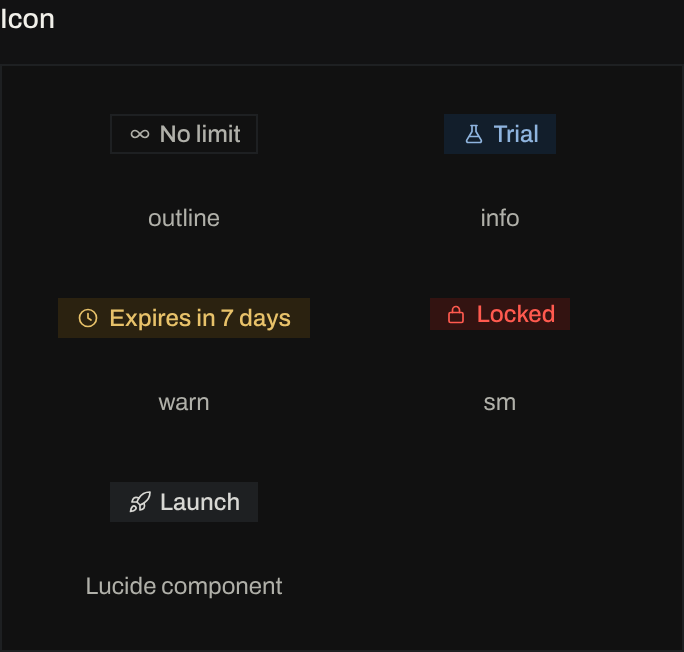 Icon
No limit
Trial
outline
info
Expires in 7 days
Locked
warn
sm
Launch
Lucide component